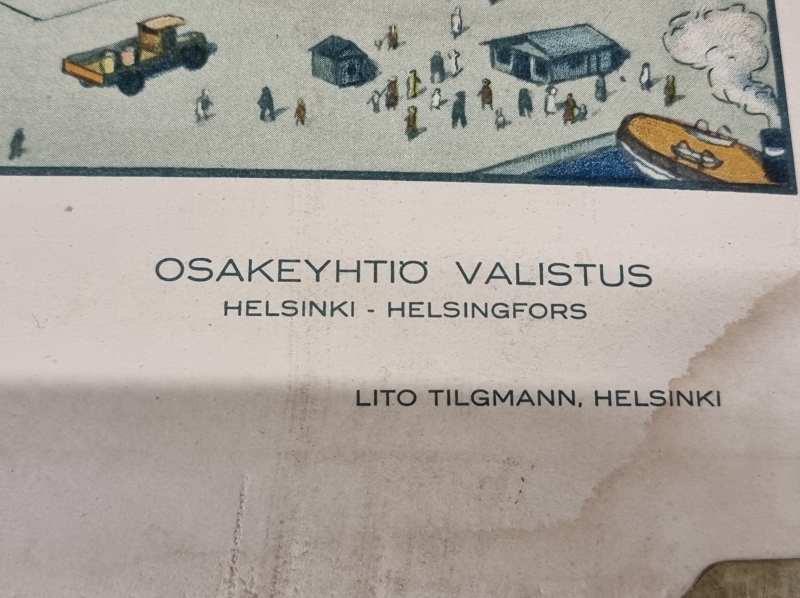 OSAKEYHTIÖ VALISTUS
HELSINKI - HELSINGFORS
LITO TILGMANN, HELSINKI